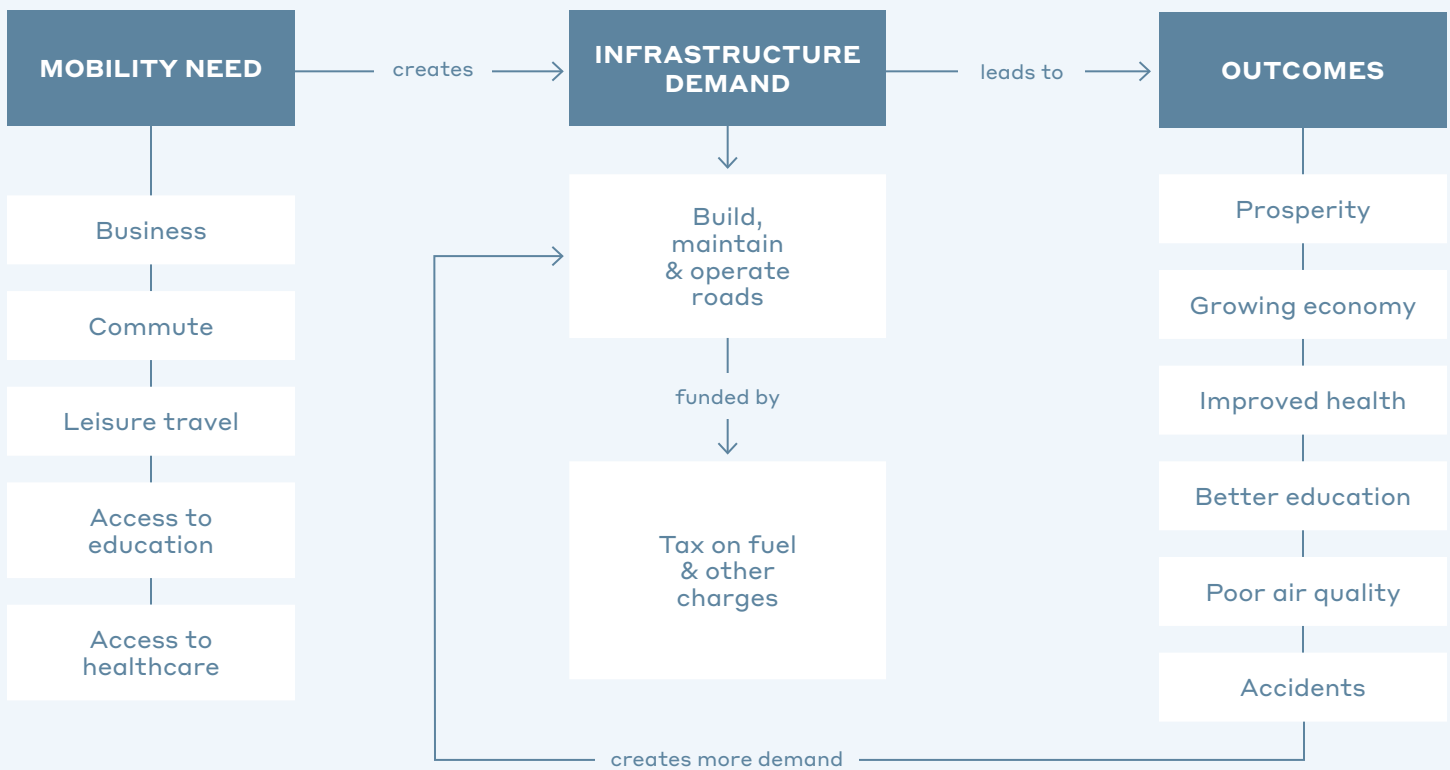 MOBILITY NEED
creates
INFRASTRUCTURE
DEMAND
leads to
OUTCOMES
Business
Commute
Leisure travel
Access to
education
Access to
healthcare
Build,
maintain
& operate
roads
funded by
Tax on fuel
& other
charges
Prosperity
Growing economy
Improved health
Better education
Poor air quality
Accidents
creates more demand